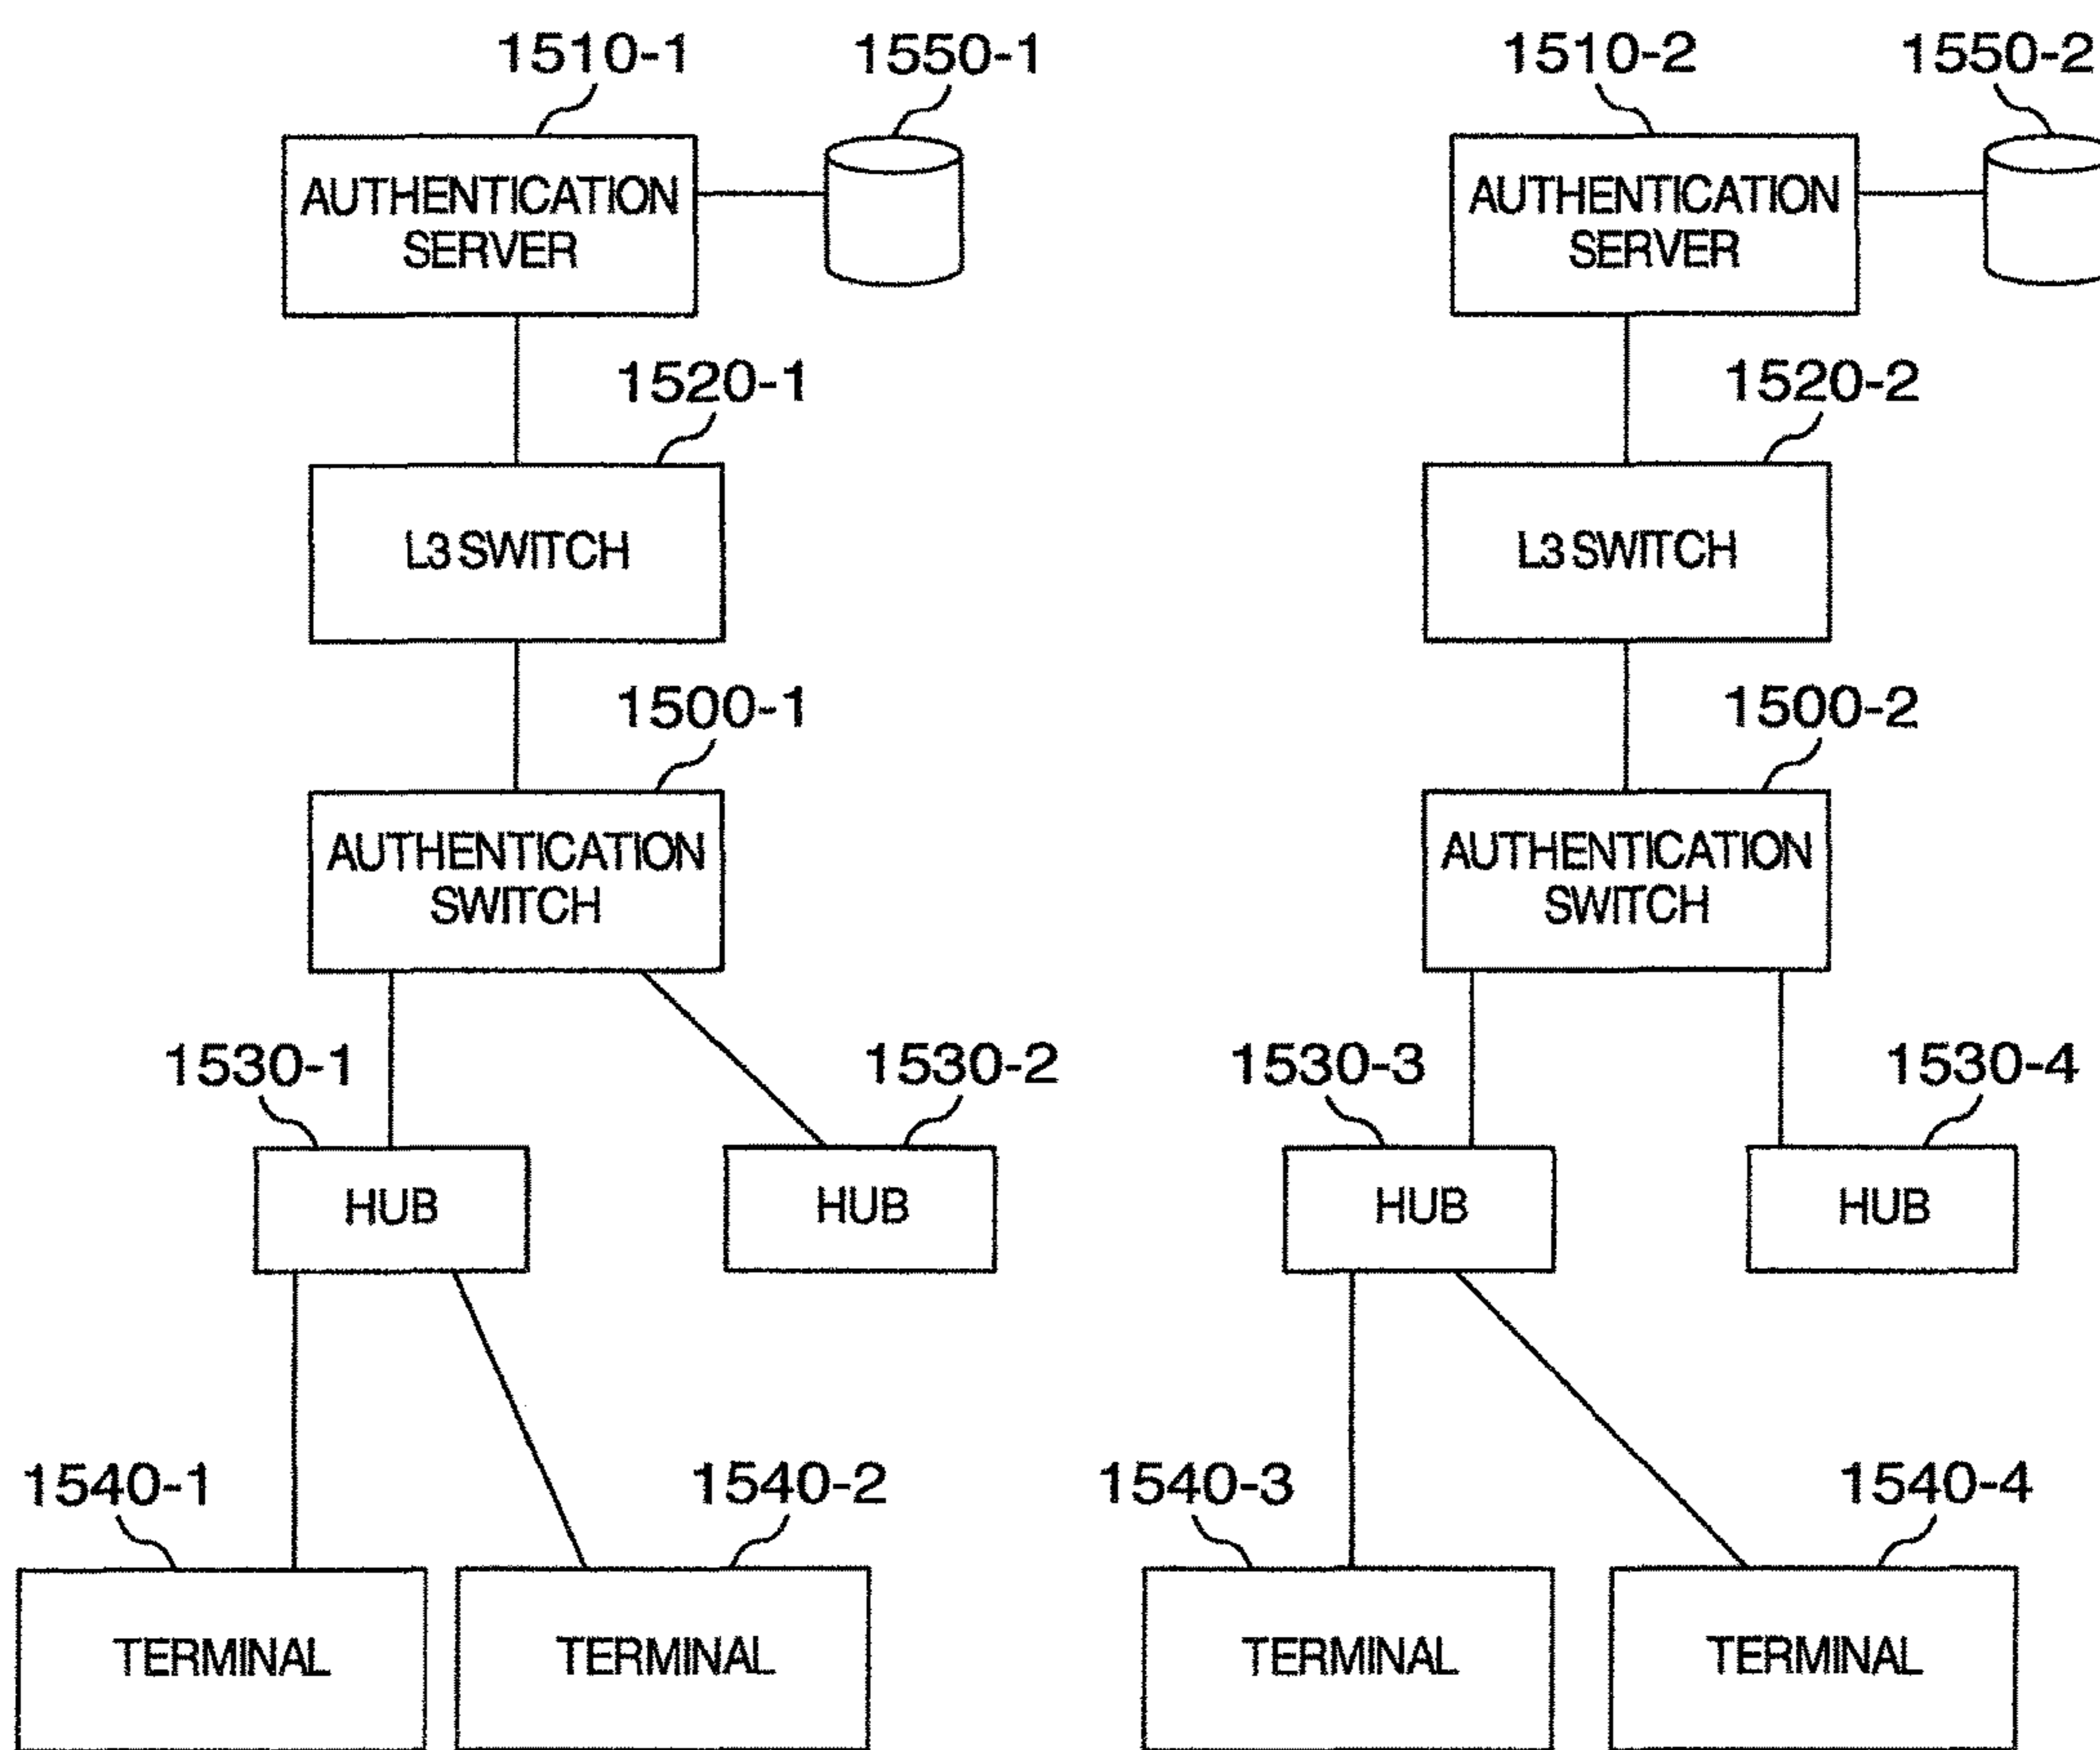 1510-1
1550-1
1510-2
1550-2
AUTHENTICATION
SERVER
AUTHENTICATION
SERVER
1520-1
1520-2
L3 SWITCH
L3 SWITCH
1500-1
1500-2
AUTHENTICATION
SWITCH
AUTHENTICATION
SWITCH
1530-1
1530-2
1530-3
1530-4
HUB
HUB
HUB
HUB
1540-1
1540-2
1540-3
1540-4
TERMINAL
TERMINAL
TERMINAL
TERMINAL